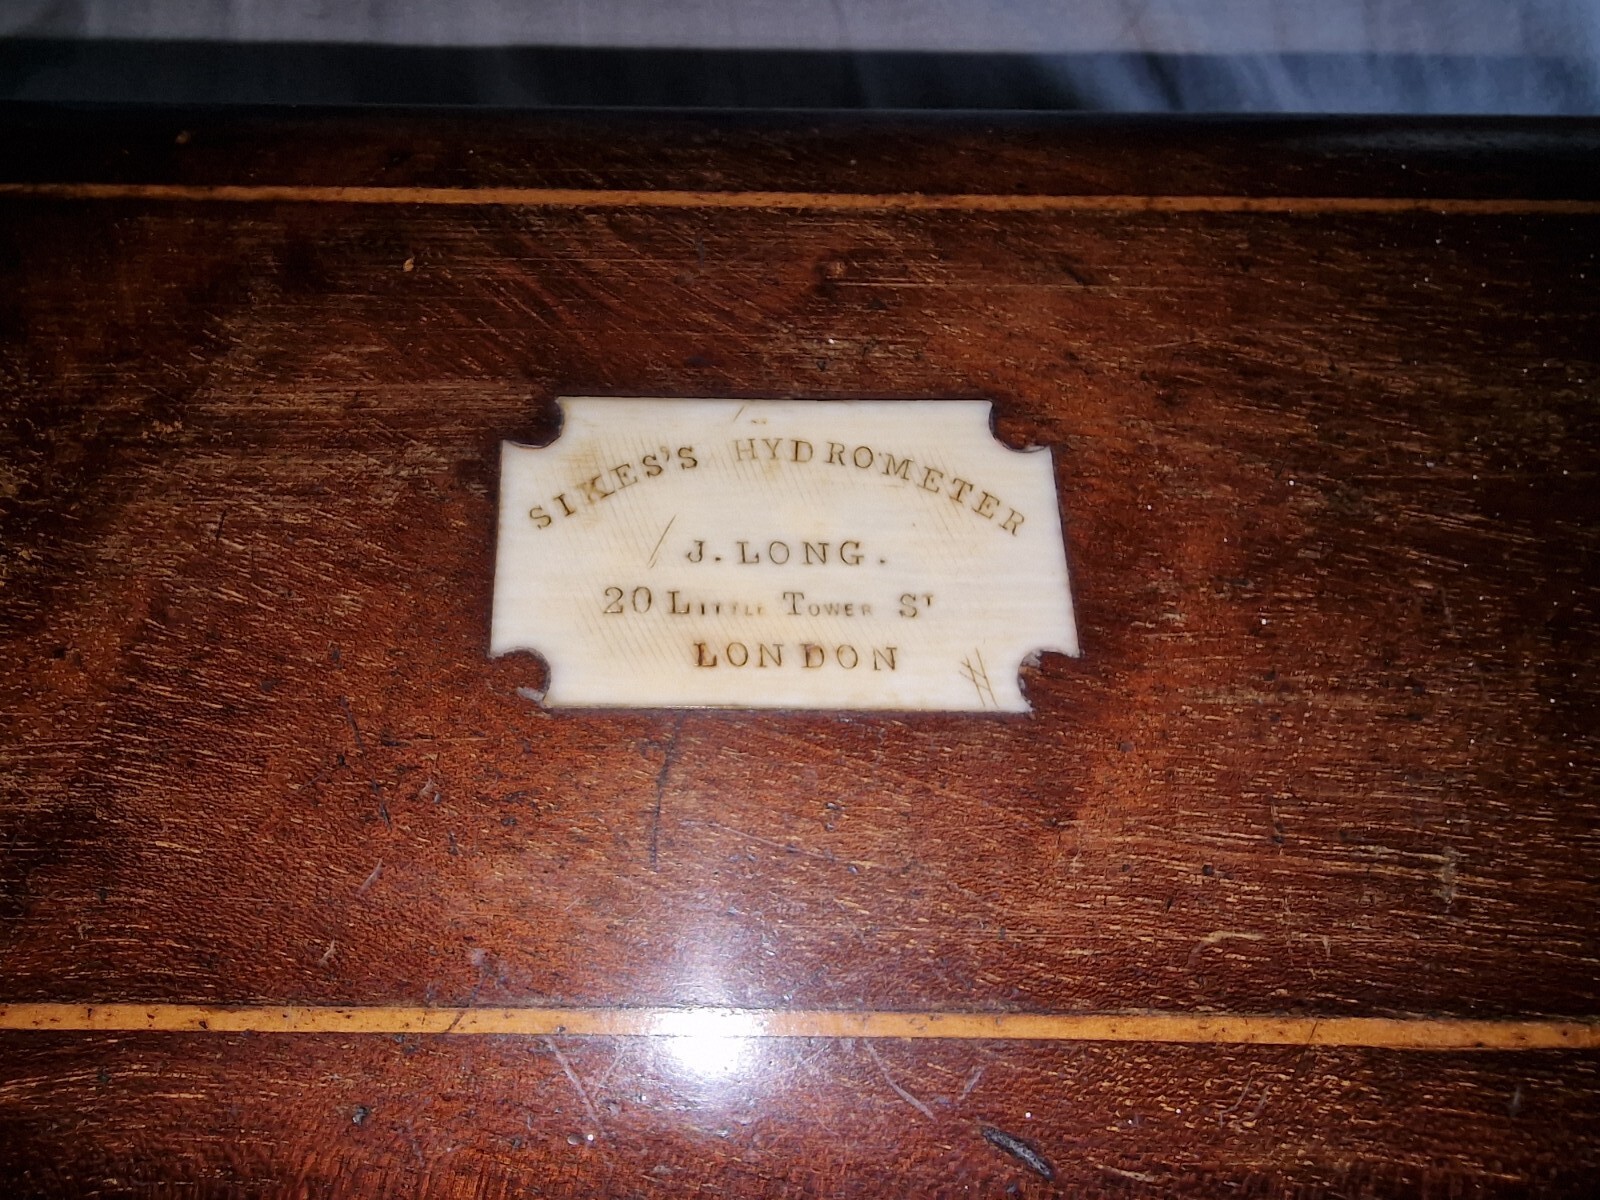 SIKES'S HYDROMETER
J. LONG.
20 LITTLE TOWER ST
LONDON